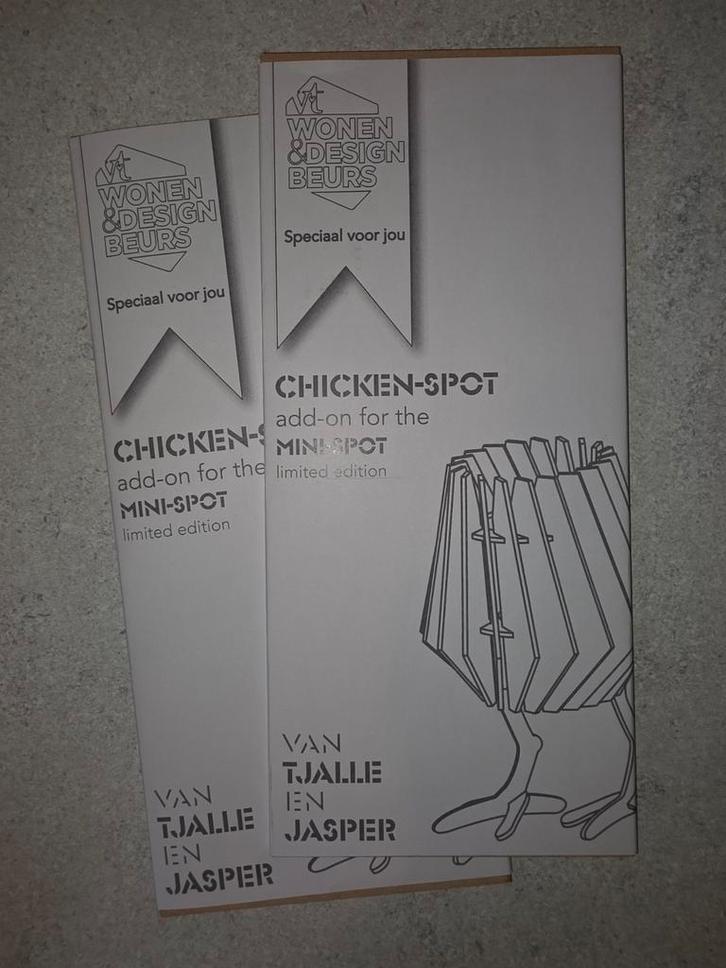 vt
WONEN
&DESIGN
BEURS
Speciaal voor jou
CHICKEN-S
add-on for the
MINI-SPOT
limited edition
VAN
TJALLE
EN
JASPER
vt
WONEN
&DESIGN
BEURS
Speciaal voor jou
CHICKEN-SPOT
add-on for the
MINI-SPOT
limited edition
VAN
TJALLE
EN
JASPER